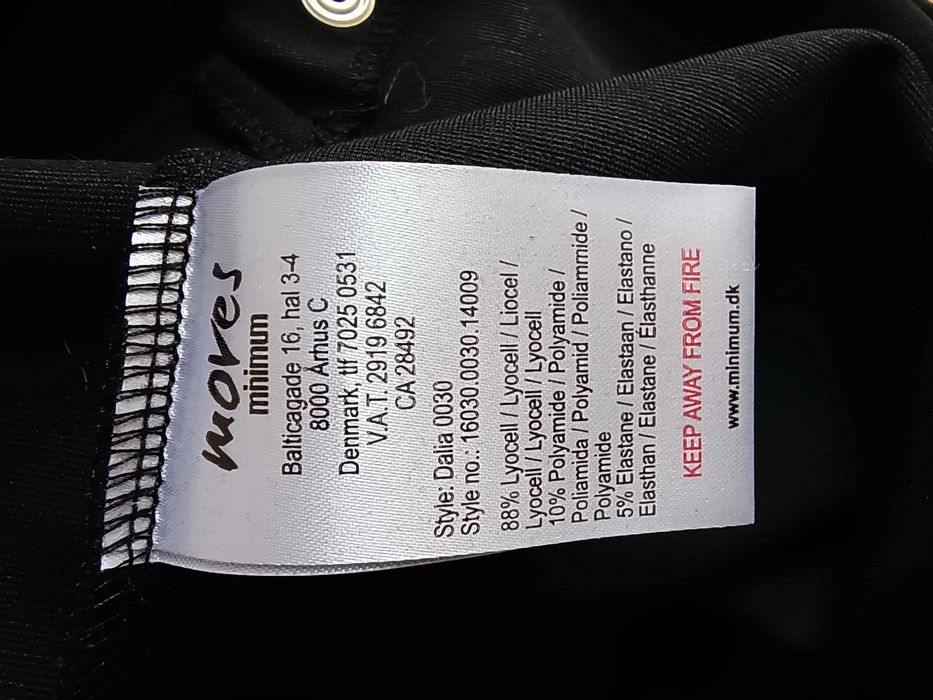 moves
minimum
Balticagade 16, hal 3-4
8000 Århus C
Denmark, tlf 7025 0531
V.A.T. 2919 6842
CA 28492
Style: Dalia 0030
Style no.: 16030.0030.14009
88% Lyocell / Lyocell / Liocel /
Lyocell / Lyocell / Lyocell
10% Polyamide / Polyamide /
Poliamida / Polyamid / Poliammide /
Polyamide
5% Elastane / Elastaan / Elastano /
Elasthan / Elastane / Élasthanne
KEEP AWAY FROM FIRE
www.minimum.dk